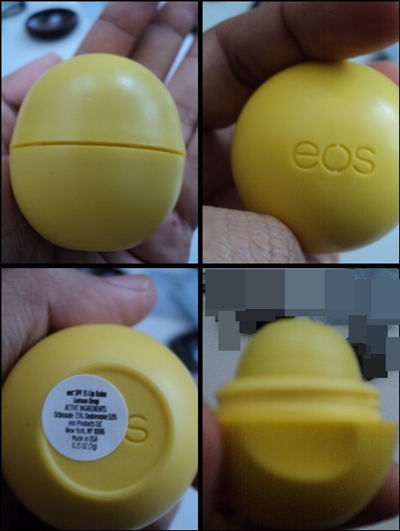 eos
eos® SPF 15 Lip Balm
Lemon Drop
ACTIVE INGREDIENTS:
Octinoxate 7.5%, Oxybenzone 5.0%
eos Products LLC
New York, NY 10016
Made in USA
0.25 OZ (7g)
s